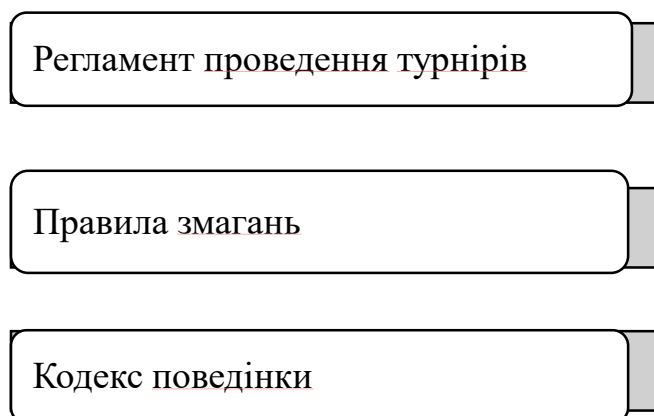 Регламент проведення турнірів
Правила змагань
Кодекс поведінки